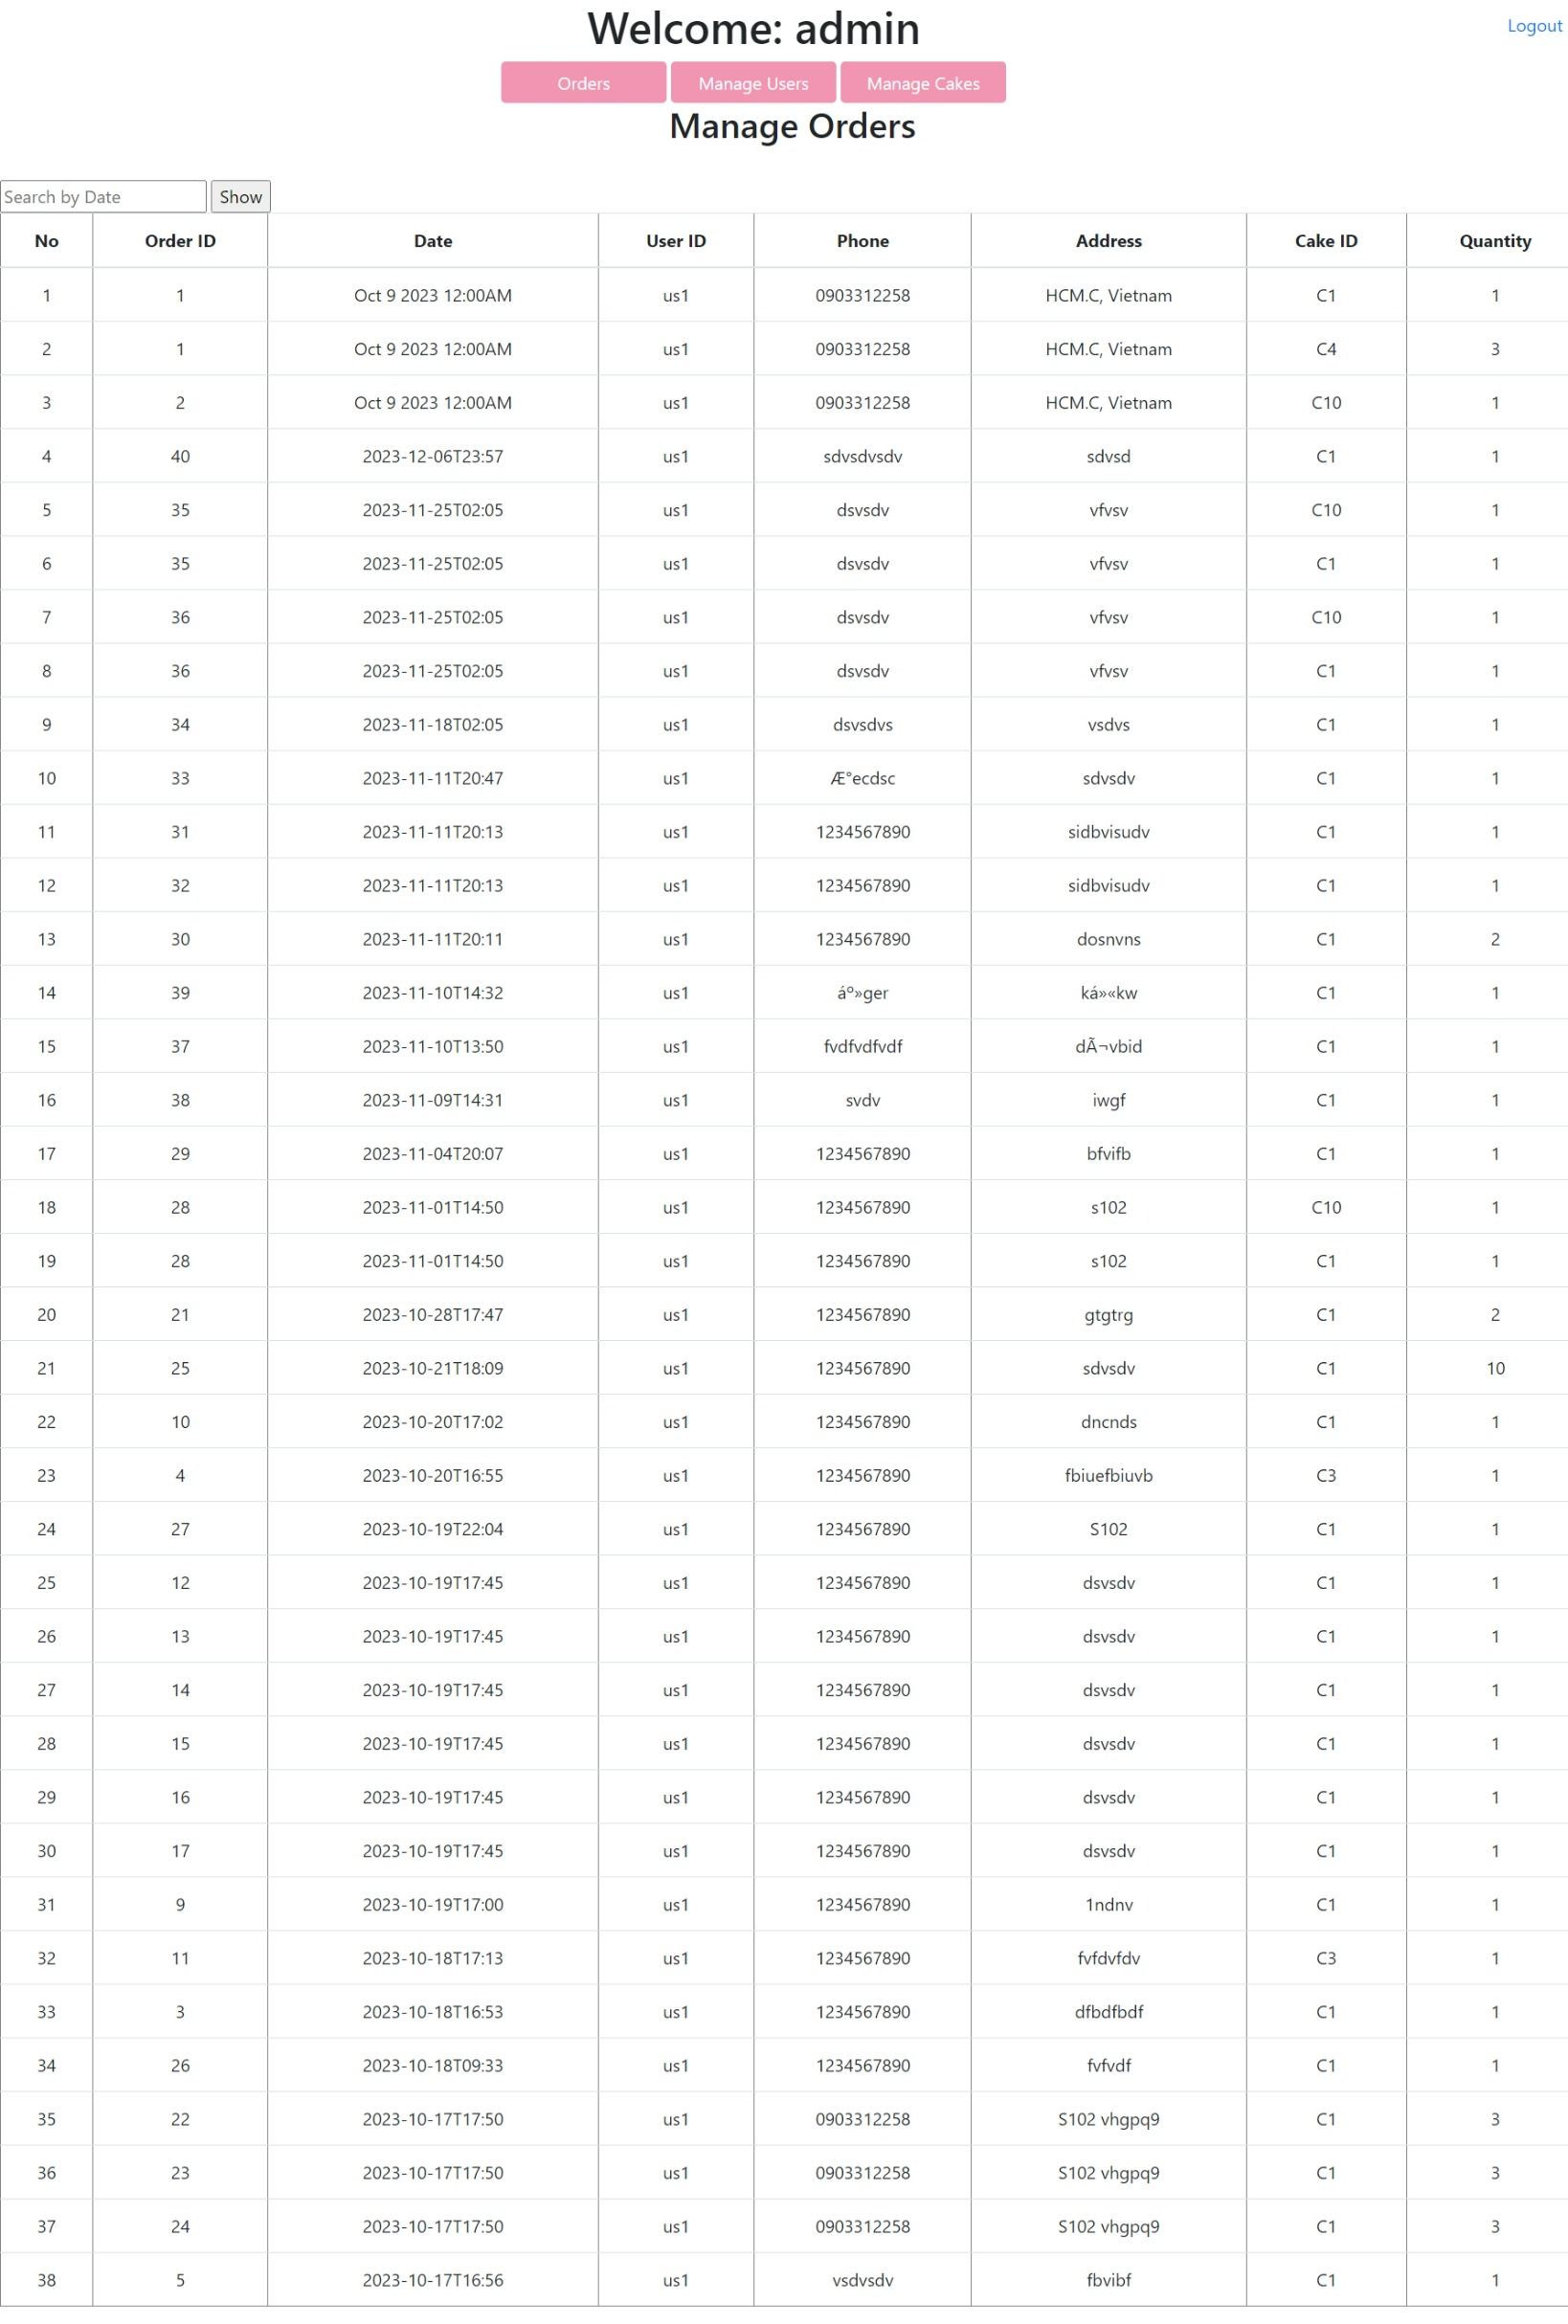 Welcome: admin
Logout
Orders Manage Users Manage Cakes
Manage Orders
Search by Date Show
No Order ID Date User ID Phone Address Cake ID Quantity
1 1 Oct 9 2023 12:00AM us1 0903312258 HCM.C, Vietnam C1 1
2 1 Oct 9 2023 12:00AM us1 0903312258 HCM.C, Vietnam C4 3
3 2 Oct 9 2023 12:00AM us1 0903312258 HCM.C, Vietnam C10 1
4 40 2023-12-06T23:57 us1 sdvsdvsdv sdvsd C1 1
5 35 2023-11-25T02:05 us1 dsvsdv vfvsv C10 1
6 35 2023-11-25T02:05 us1 dsvsdv vfvsv C1 1
7 36 2023-11-25T02:05 us1 dsvsdv vfvsv C10 1
8 36 2023-11-25T02:05 us1 dsvsdv vfvsv C1 1
9 34 2023-11-18T02:05 us1 dsvsdvs vsdvs C1 1
10 33 2023-11-11T20:47 us1 Æ°ecdsc sdvsdv C1 1
11 31 2023-11-11T20:13 us1 1234567890 sidbvisudv C1 1
12 32 2023-11-11T20:13 us1 1234567890 sidbvisudv C1 1
13 30 2023-11-11T20:11 us1 1234567890 dosnvns C1 2
14 39 2023-11-10T14:32 us1 áº»ger ká»«kw C1 1
15 37 2023-11-10T13:50 us1 fvdfvdfvdf dÃ¬vbid C1 1
16 38 2023-11-09T14:31 us1 svdv iwgf C1 1
17 29 2023-11-04T20:07 us1 1234567890 bfvifb C1 1
18 28 2023-11-01T14:50 us1 1234567890 s102 C10 1
19 28 2023-11-01T14:50 us1 1234567890 s102 C1 1
20 21 2023-10-28T17:47 us1 1234567890 gtgtrg C1 2
21 25 2023-10-21T18:09 us1 1234567890 sdvsdv C1 10
22 10 2023-10-20T17:02 us1 1234567890 dncnds C1 1
23 4 2023-10-20T16:55 us1 1234567890 fbiuefbiuvb C3 1
24 27 2023-10-19T22:04 us1 1234567890 S102 C1 1
25 12 2023-10-19T17:45 us1 1234567890 dsvsdv C1 1
26 13 2023-10-19T17:45 us1 1234567890 dsvsdv C1 1
27 14 2023-10-19T17:45 us1 1234567890 dsvsdv C1 1
28 15 2023-10-19T17:45 us1 1234567890 dsvsdv C1 1
29 16 2023-10-19T17:45 us1 1234567890 dsvsdv C1 1
30 17 2023-10-19T17:45 us1 1234567890 dsvsdv C1 1
31 9 2023-10-19T17:00 us1 1234567890 1ndnv C1 1
32 11 2023-10-18T17:13 us1 1234567890 fvfdvfdv C3 1
33 3 2023-10-18T16:53 us1 1234567890 dfbdfbdf C1 1
34 26 2023-10-18T09:33 us1 1234567890 fvfvdf C1 1
35 22 2023-10-17T17:50 us1 0903312258 S102 vhgpq9 C1 3
36 23 2023-10-17T17:50 us1 0903312258 S102 vhgpq9 C1 3
37 24 2023-10-17T17:50 us1 0903312258 S102 vhgpq9 C1 3
38 5 2023-10-17T16:56 us1 vsdvsdv fbvibf C1 1